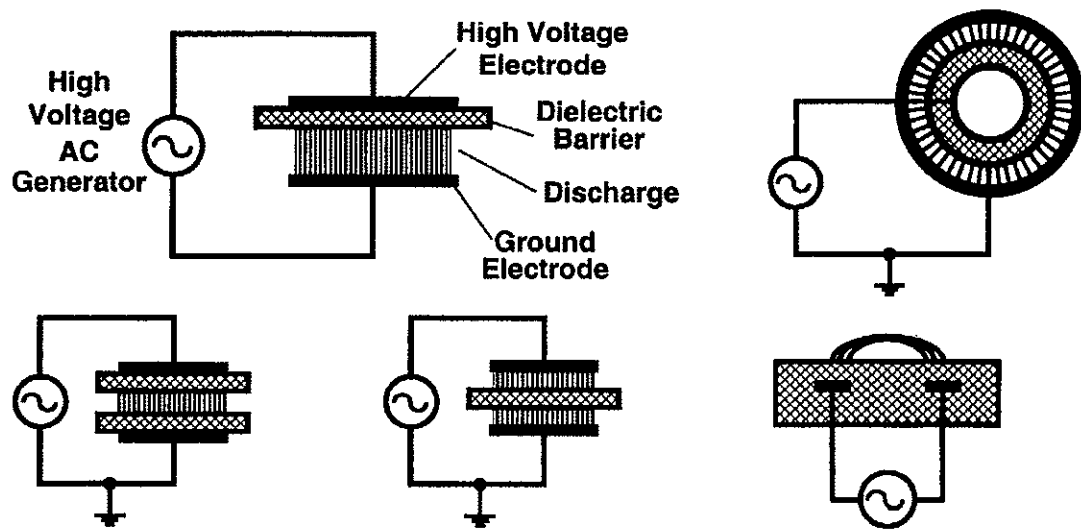 High
Voltage
AC
Generator
High Voltage
Electrode
Dielectric
Barrier
Discharge
Ground
Electrode